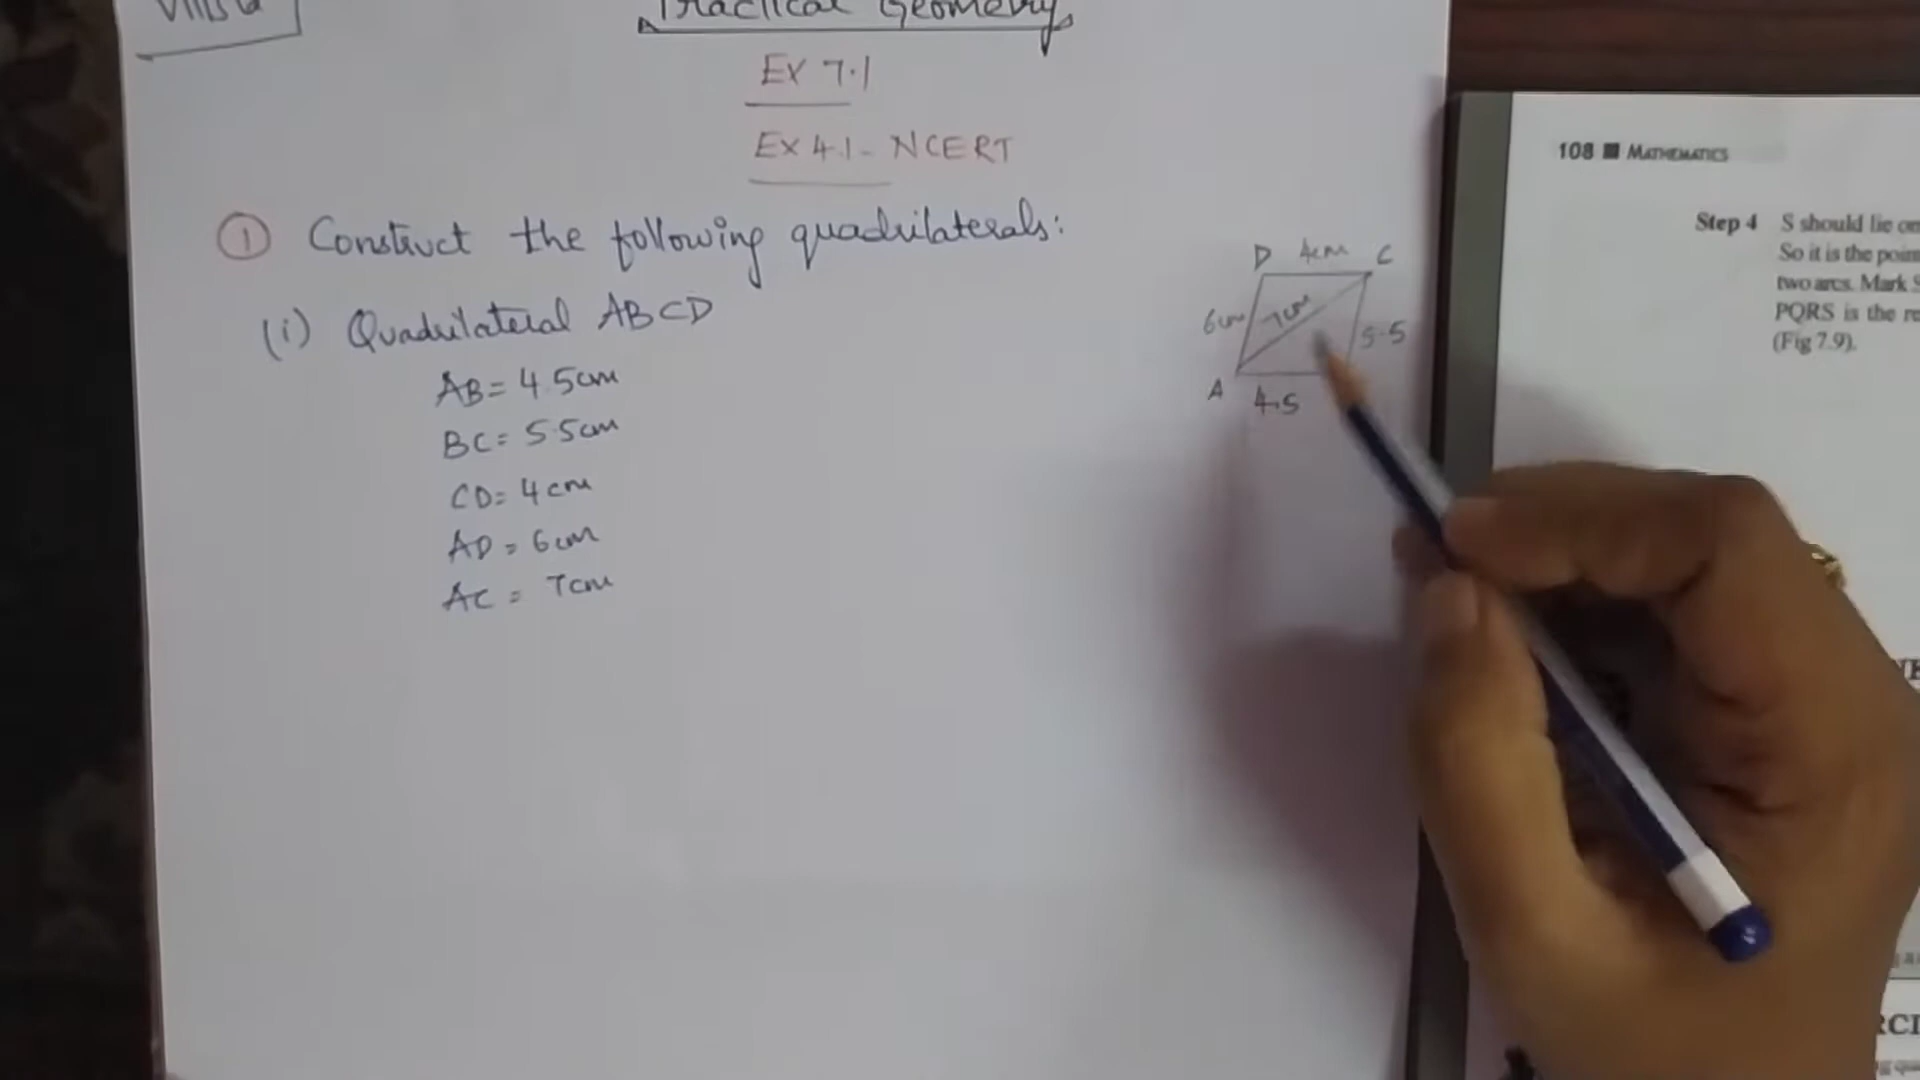 Practical Geometry
EX 7.1
EX 4.1 - NCERT
① Construct the following quadrilaterals:
(i) Quadrilateral ABCD
AB = 4.5cm
BC = 5.5cm
CD = 4cm
AD = 6cm
AC = 7cm
D 4cm C
6cm 7cm 5.5
A 4.5
108 ■ MATHEMATICS
Step 4 S should lie on
So it is the poin
two arcs. Mark S
PQRS is the re
(Fig 7.9).